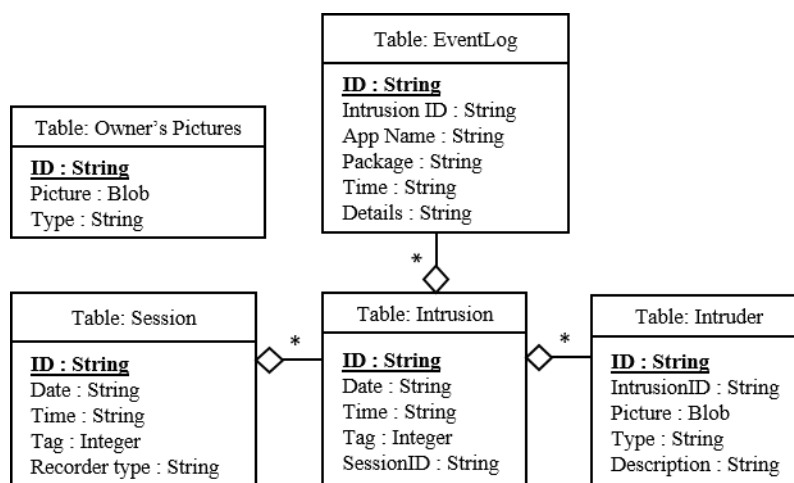 Table: EventLog
ID : String
Intrusion ID : String
App Name : String
Package : String
Time : String
Details : String
*
Table: Owner’s Pictures
ID : String
Picture : Blob
Type : String
Table: Session
ID : String
Date : String
Time : String
Tag : Integer
Recorder type : String
*
Table: Intrusion
ID : String
Date : String
Time : String
Tag : Integer
SessionID : String
*
Table: Intruder
ID : String
IntrusionID : String
Picture : Blob
Type : String
Description : String